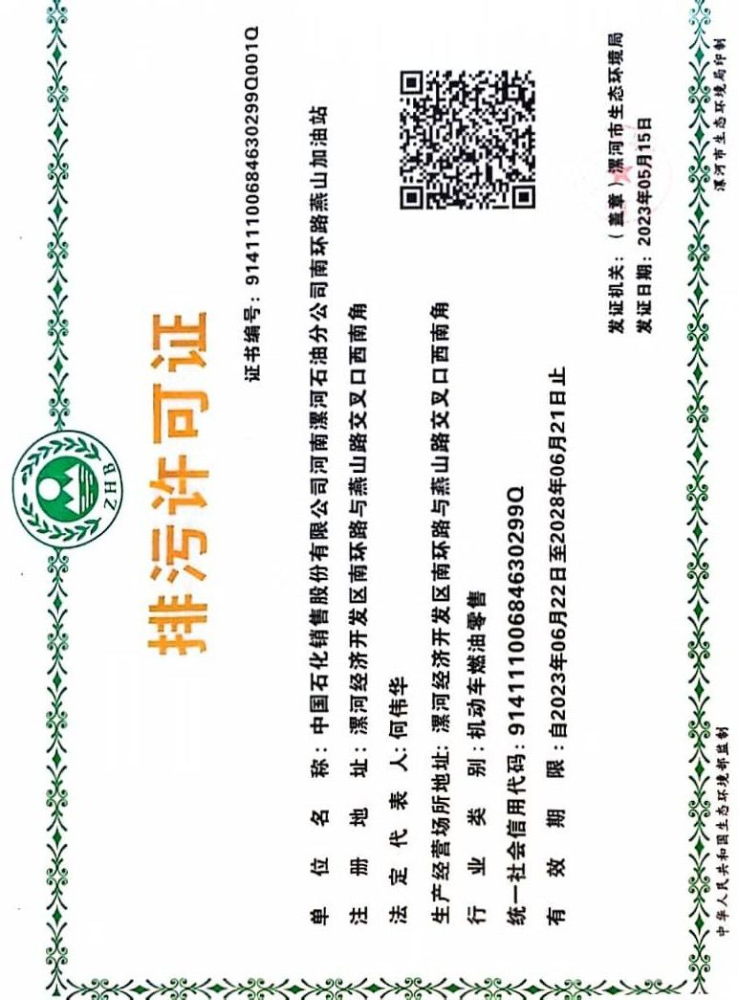 HZB
排污许可证
证书编号：91411100684630299Q001Q
单位名称：中国石化销售股份有限公司河南漯河石油分公司南环路燕山加油站
注册地址：漯河经济开发区南环路与燕山路交叉口西南角
法定代表人：何伟华
生产经营场所地址：漯河经济开发区南环路与燕山路交叉口西南角
行业类别：机动车燃油零售
统一社会信用代码：91411100684630299Q
有效期限：自2023年06月22日至2028年06月21日止
发证机关：（盖章）漯河市生态环境局
发证日期：2023年05月15日
中华人民共和国生态环境部监制
漯河市生态环境局印制